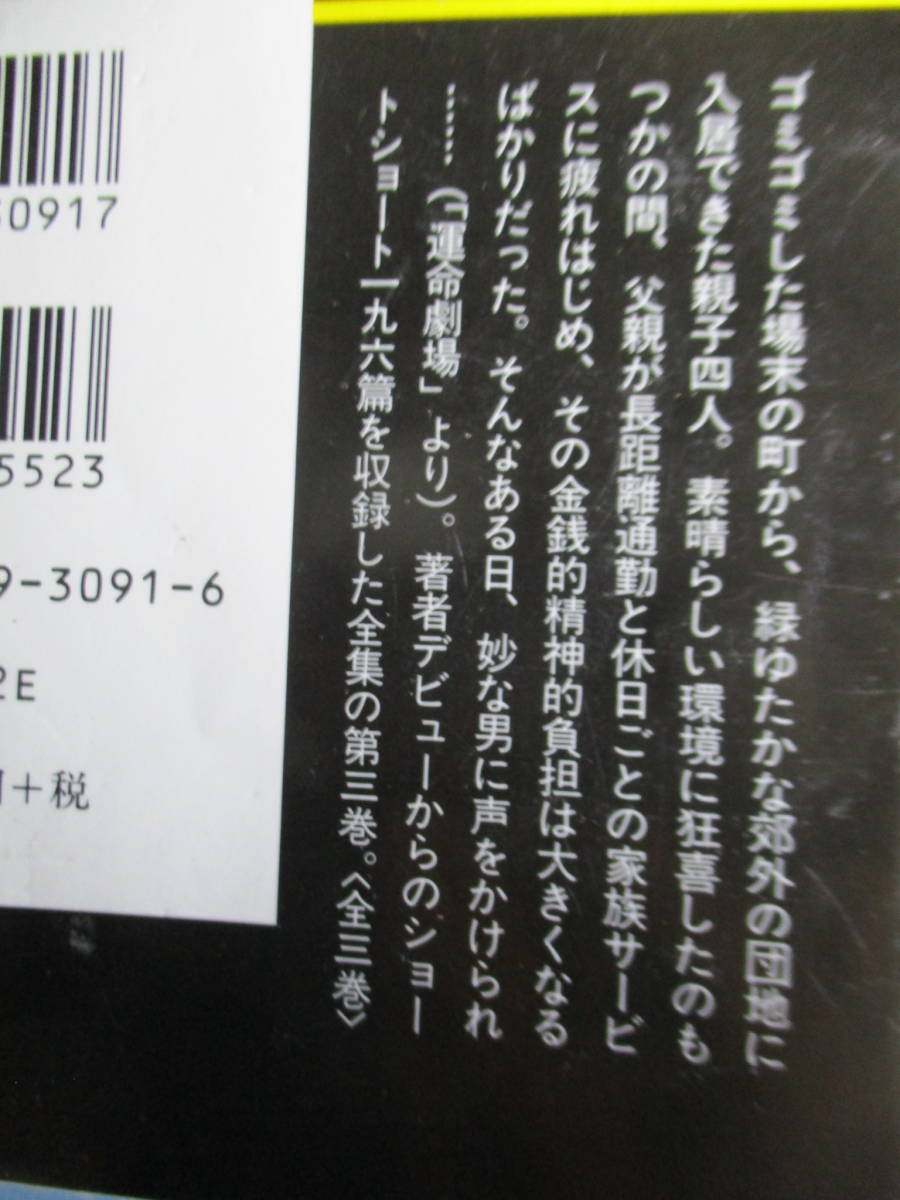 ゴミゴミした場末の町から、緑ゆたかな郊外の団地に
入居できた親子四人。素晴らしい環境に狂喜したのも
つかの間、父親が長距離通勤と休日ごとの家族サービ
スに疲れはじめ、その金銭的精神的負担は大きくなる
ばかりだった。そんなある日、妙な男に声をかけられ
……（「運命劇場」より）。著者デビューからのショー
トショート一九六篇を収録した全集の第三巻。〈全三巻〉
30917
5523
9-3091-6
2E
円+税